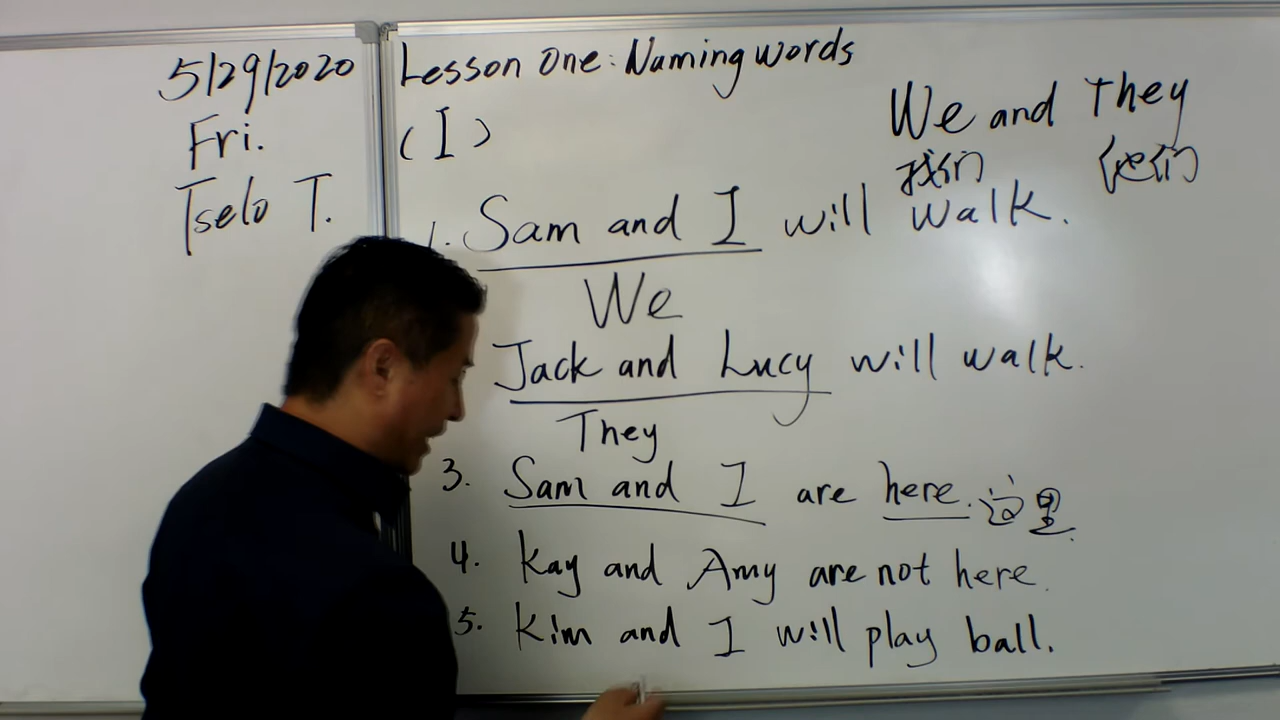 5/29/2020
Fri.
Tselo T.
Lesson One: Naming words
(I)
We and They
我们 他们
1. Sam and I will walk.
We
Jack and Lucy will walk.
They
3. Sam and I are here. 这里
4. Kay and Amy are not here.
5. Kim and I will play ball.